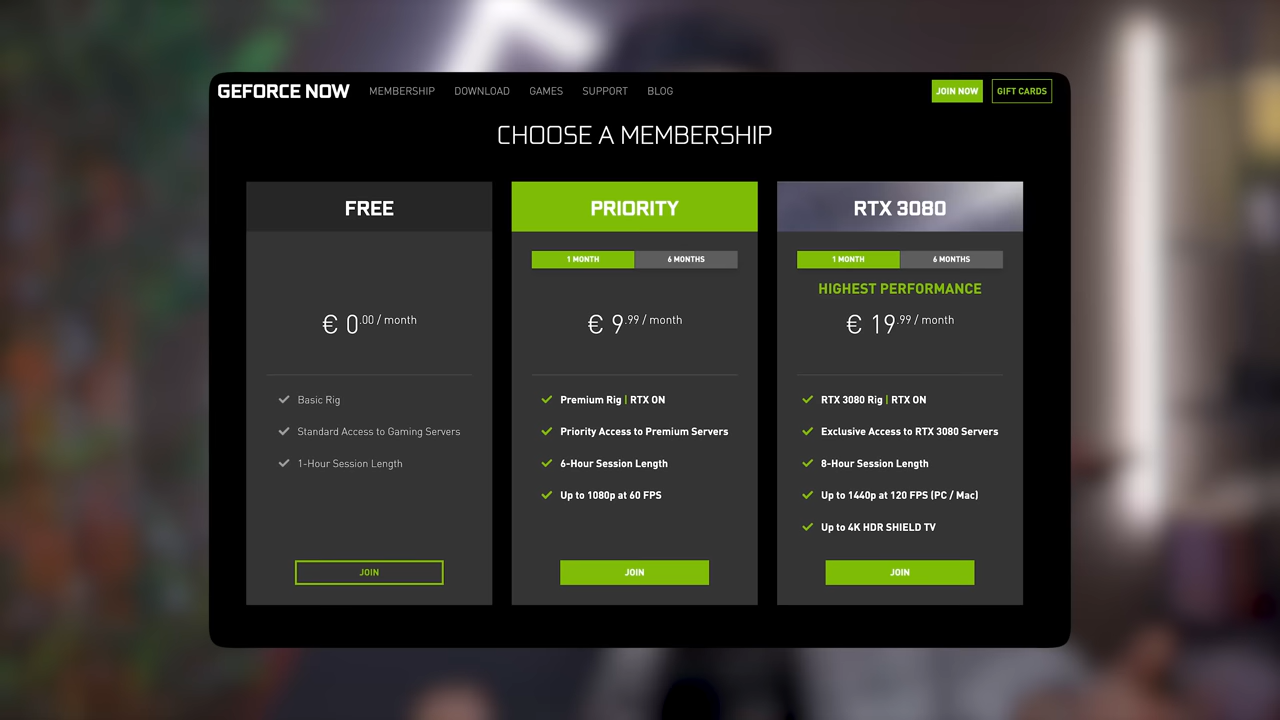 GEFORCE NOW
MEMBERSHIP
DOWNLOAD
GAMES
SUPPORT
BLOG
JOIN NOW
GIFT CARDS
CHOOSE A MEMBERSHIP
FREE
€ 0.00 / month
Basic Rig
Standard Access to Gaming Servers
1-Hour Session Length
JOIN
PRIORITY
1 MONTH
6 MONTHS
€ 9.99 / month
Premium Rig | RTX ON
Priority Access to Premium Servers
6-Hour Session Length
Up to 1080p at 60 FPS
JOIN
RTX 3080
1 MONTH
6 MONTHS
HIGHEST PERFORMANCE
€ 19.99 / month
RTX 3080 Rig | RTX ON
Exclusive Access to RTX 3080 Servers
8-Hour Session Length
Up to 1440p at 120 FPS (PC / Mac)
Up to 4K HDR SHIELD TV
JOIN